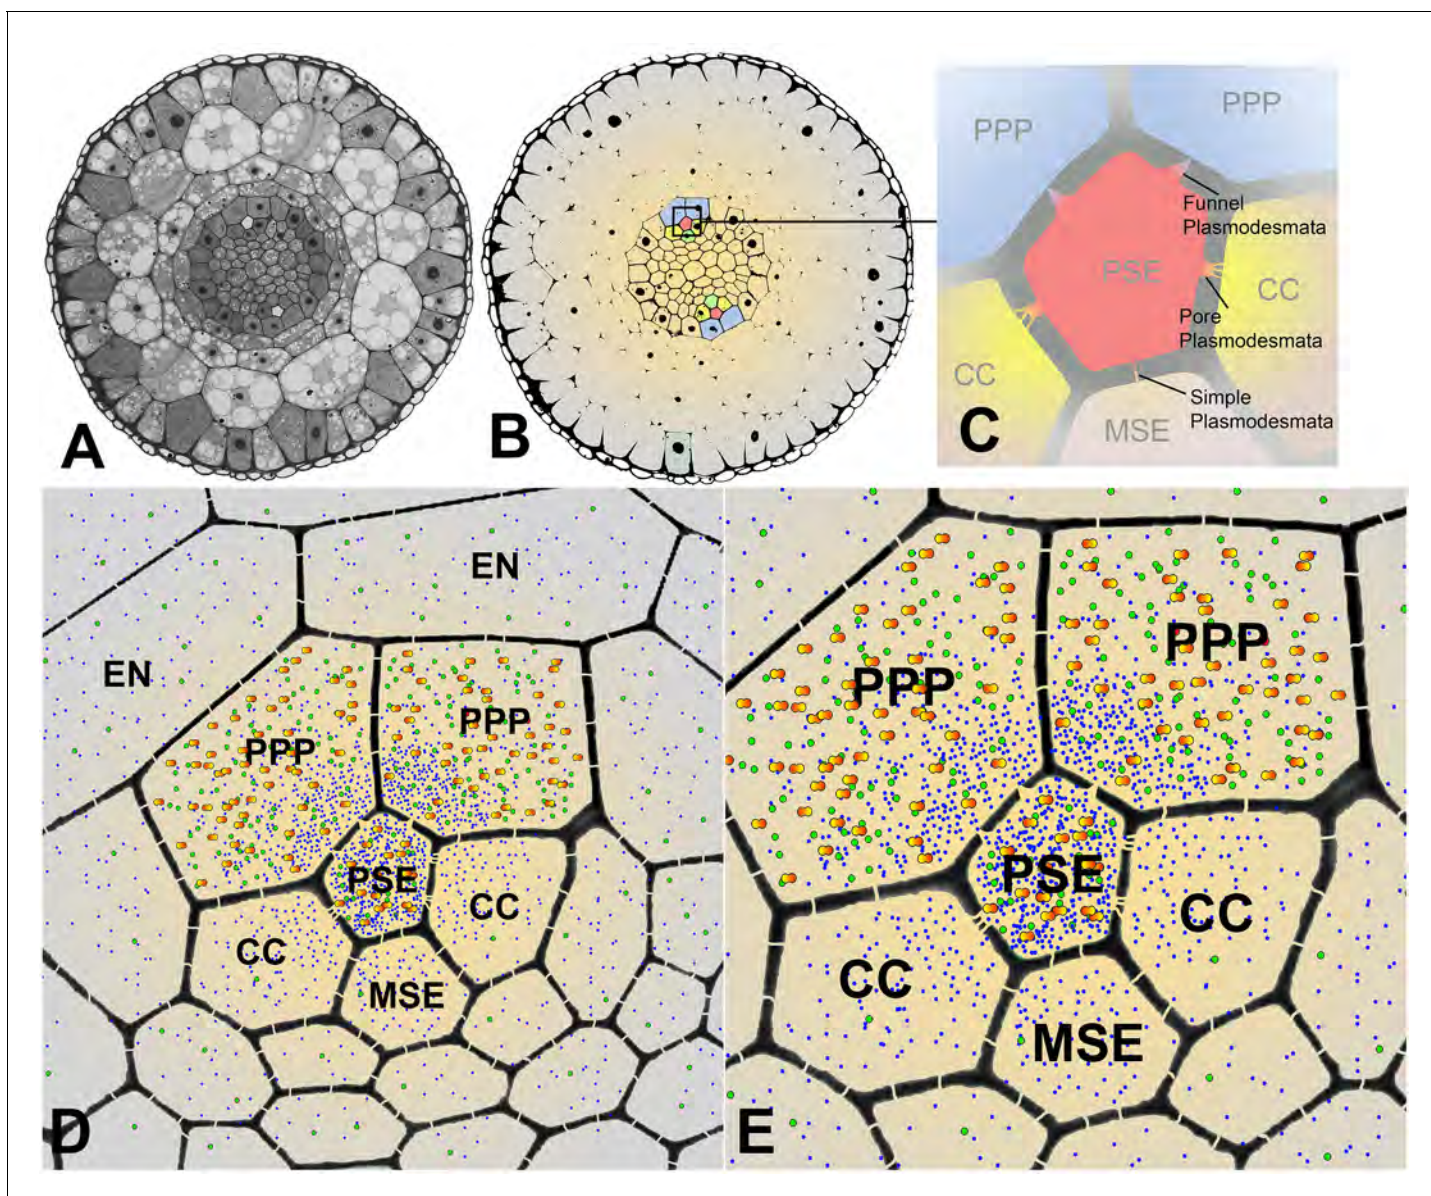 A
B
PPP
PPP
Funnel
Plasmodesmata
PSE
CC
Pore
Plasmodesmata
CC
Simple
Plasmodesmata
MSE
C
EN
EN
PPP
PPP
PSE
CC
CC
MSE
D
PPP
PPP
PSE
CC
CC
MSE
E